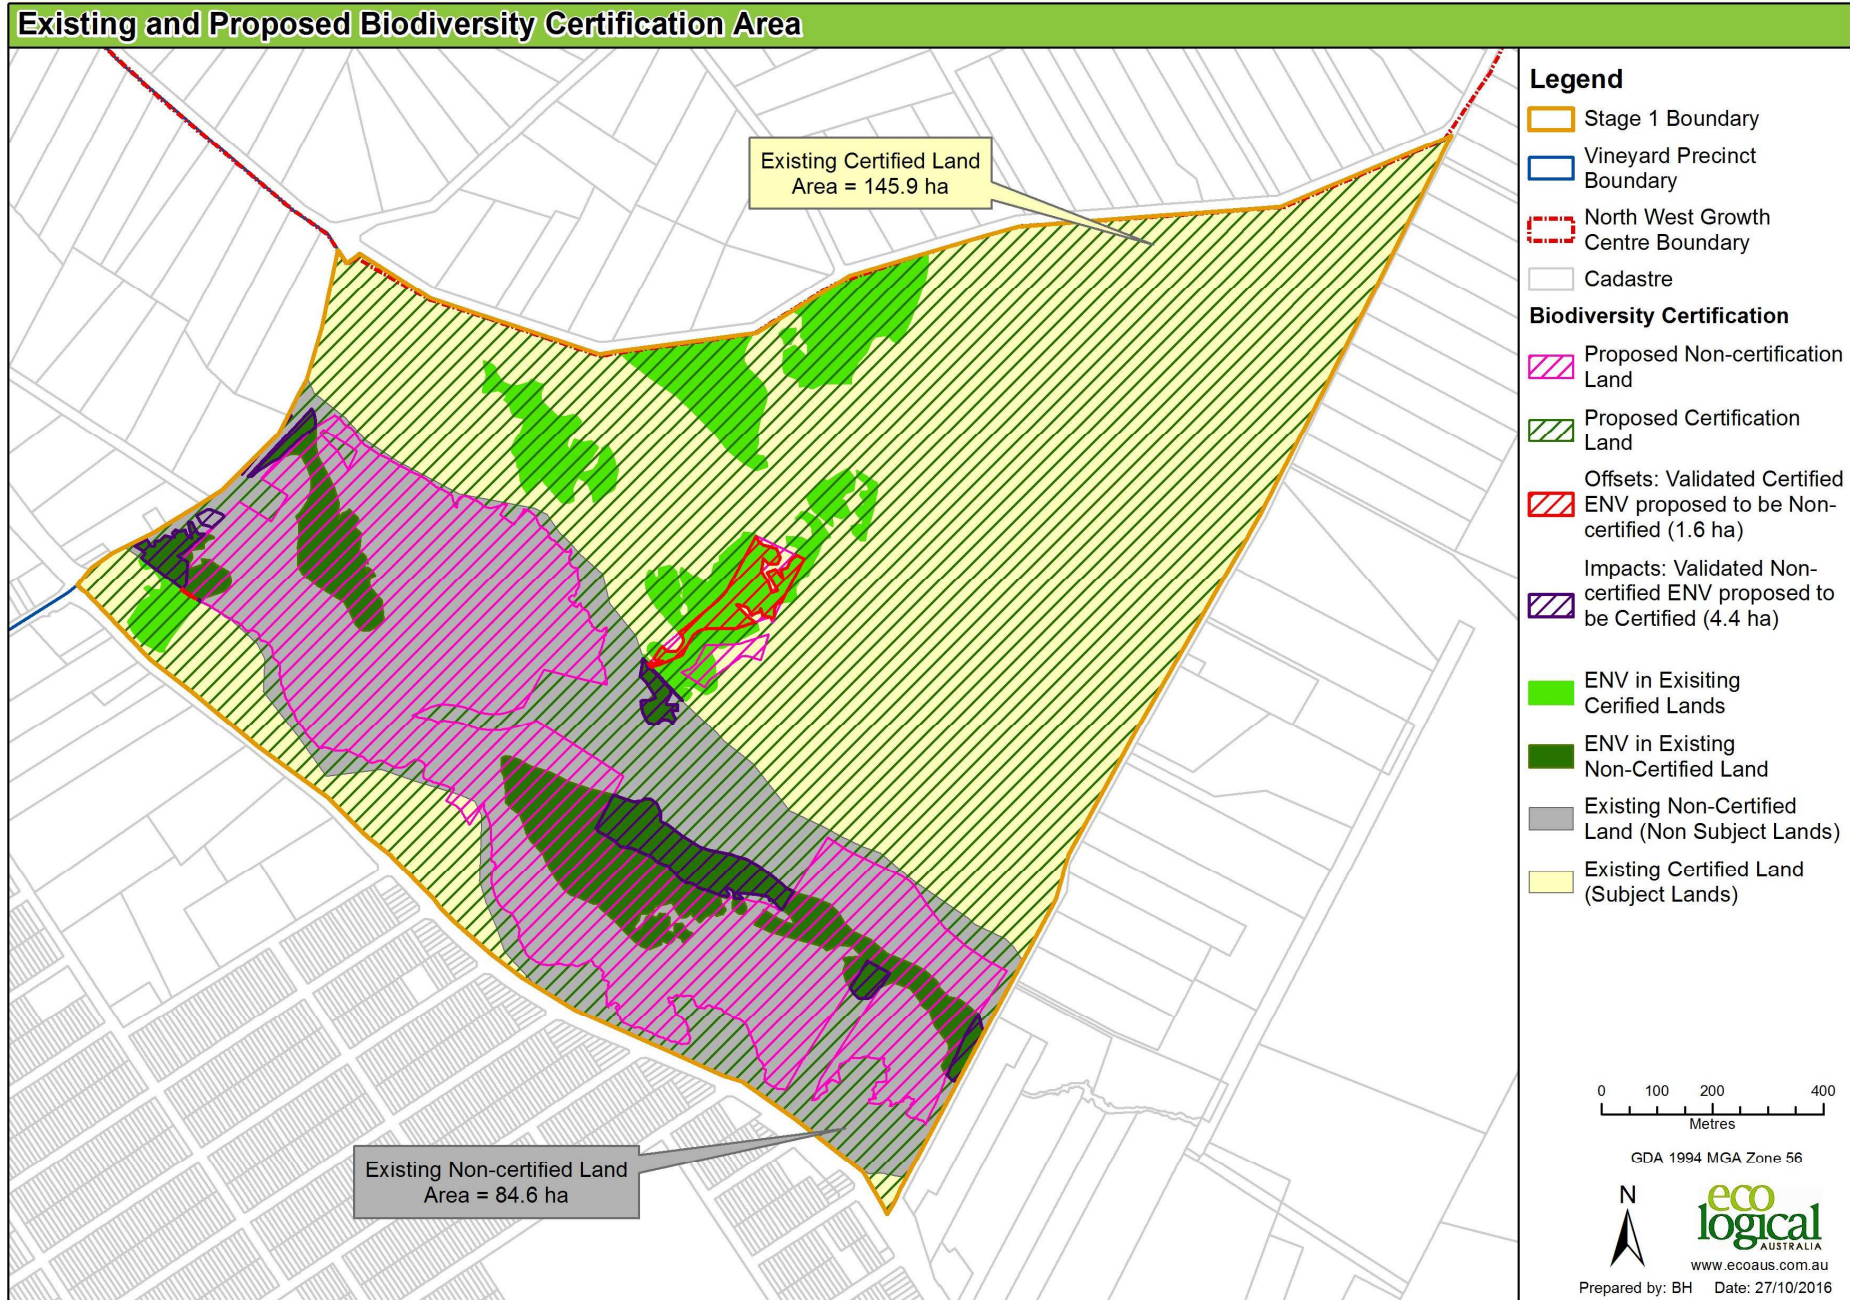 Existing and Proposed Biodiversity Certification Area
Existing Certified Land
Area = 145.9 ha
Existing Non-certified Land
Area = 84.6 ha
Legend
Stage 1 Boundary
Vineyard Precinct
Boundary
North West Growth
Centre Boundary
Cadastre
Biodiversity Certification
Proposed Non-certification
Land
Proposed Certification
Land
Offsets: Validated Certified
ENV proposed to be Non-
certified (1.6 ha)
Impacts: Validated Non-
certified ENV proposed to
be Certified (4.4 ha)
ENV in Exisiting
Cerified Lands
ENV in Existing
Non-Certified Land
Existing Non-Certified
Land (Non Subject Lands)
Existing Certified Land
(Subject Lands)
0 100 200 400
Metres
GDA 1994 MGA Zone 56
N
eco
logical
AUSTRALIA
www.ecoaus.com.au
Prepared by: BH Date: 27/10/2016